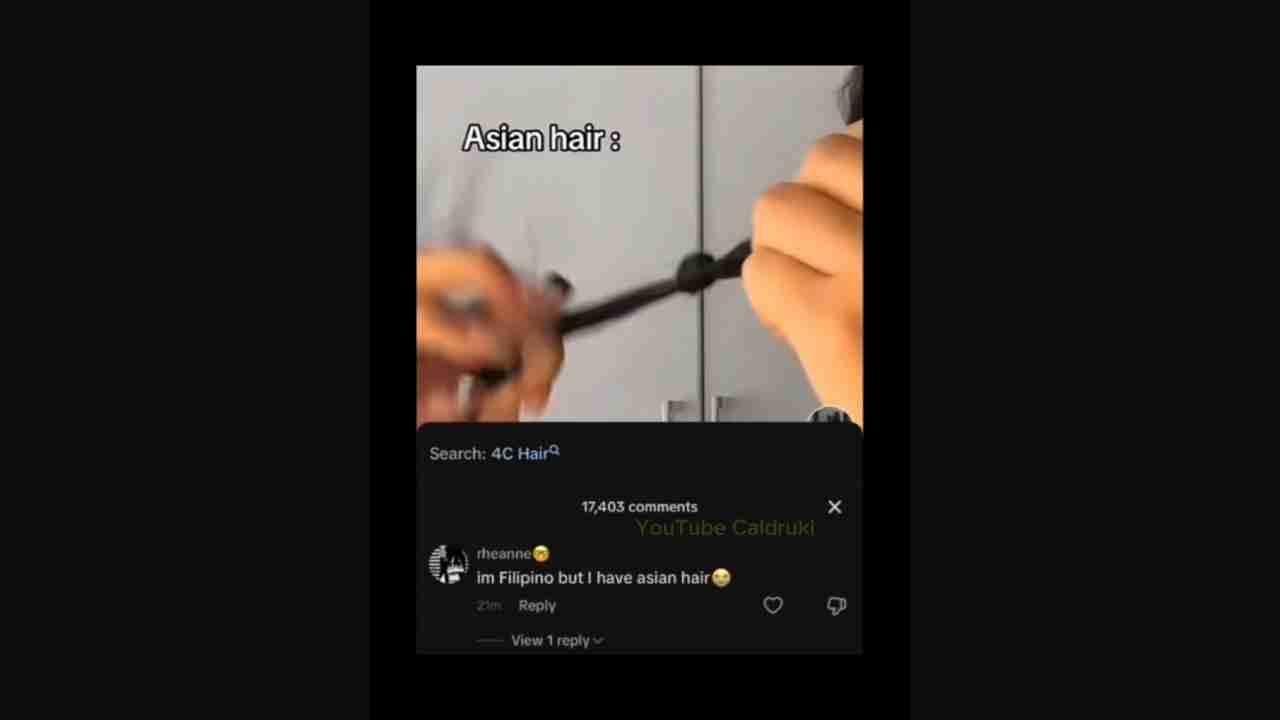 Asian hair :
Search: 4C Hair
17,403 comments
YouTube Caldruki
rheanne🤓
im Filipino but I have asian hair😭
21m Reply
View 1 reply